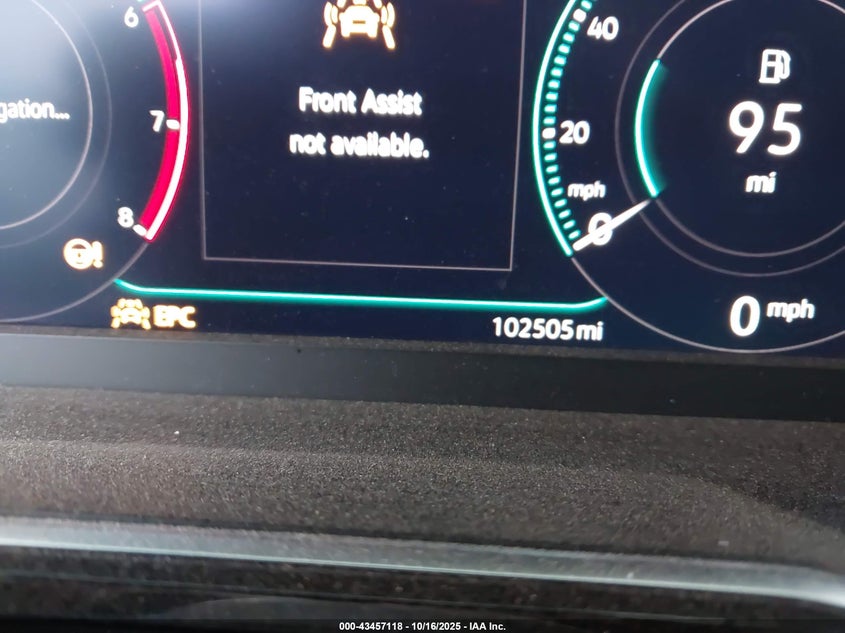 6
7
8
gation...
Front Assist
not available.
40
20
mph
0
95
mi
0 mph
EPC
102505 mi
000-43457118 - 10/16/2025 - IAA Inc.